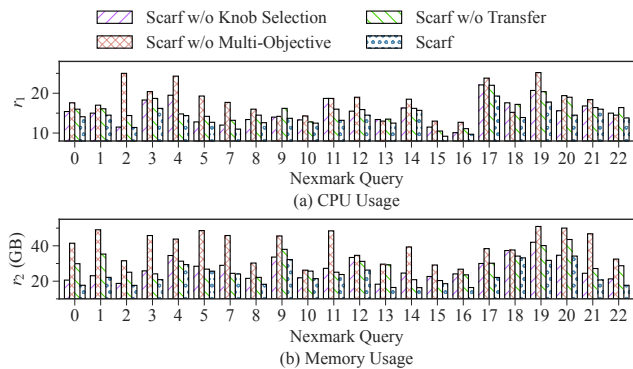 Scarf w/o Knob Selection Scarf w/o Transfer
Scarf w/o Multi-Objective Scarf
r1
20
10
0 1 2 3 4 5 7 8 9 10 11 12 13 14 15 16 17 18 19 20 21 22
Nexmark Query
(a) CPU Usage
r2 (GB)
40
20
0 1 2 3 4 5 7 8 9 10 11 12 13 14 15 16 17 18 19 20 21 22
Nexmark Query
(b) Memory Usage